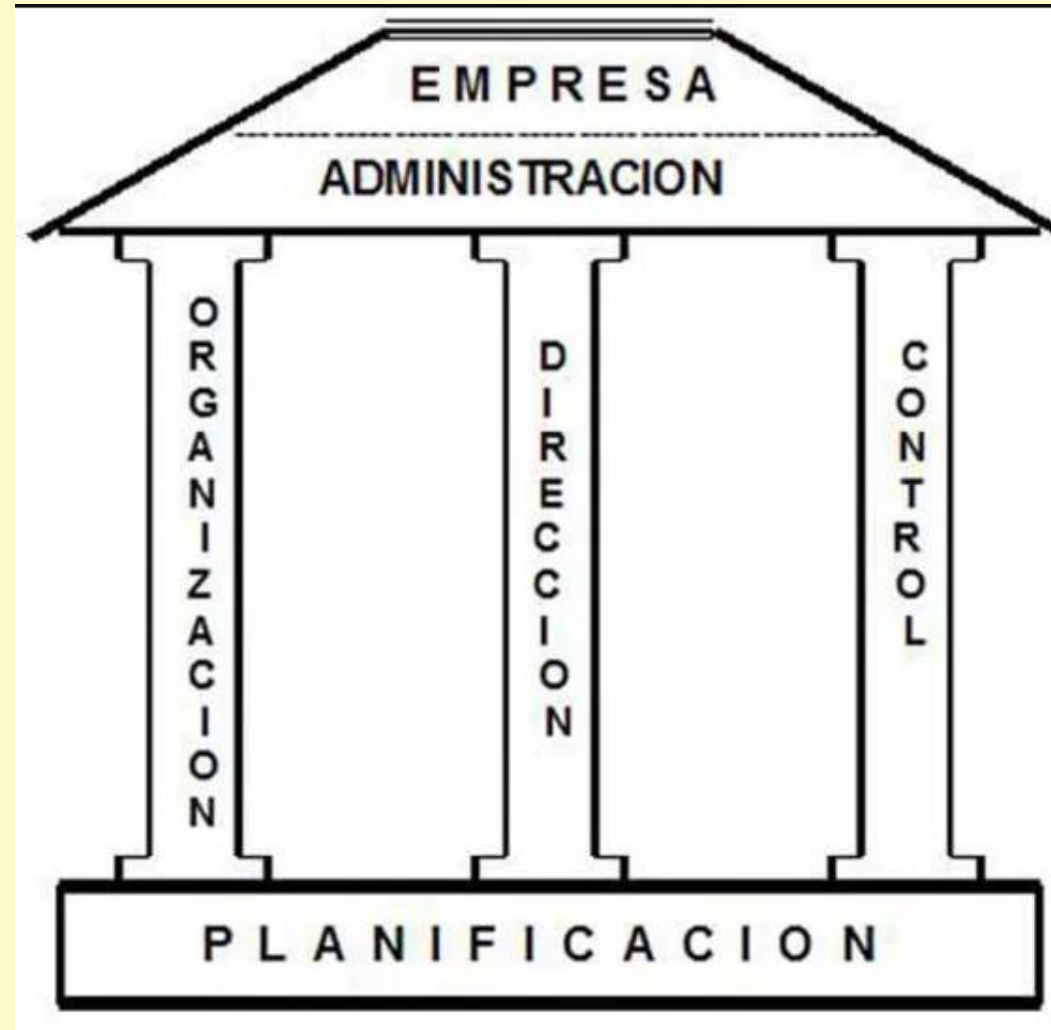 EMPRESA
ADMINISTRACION
ORGANIZACION
DIRECCION
CONTROL
PLANIFICACION